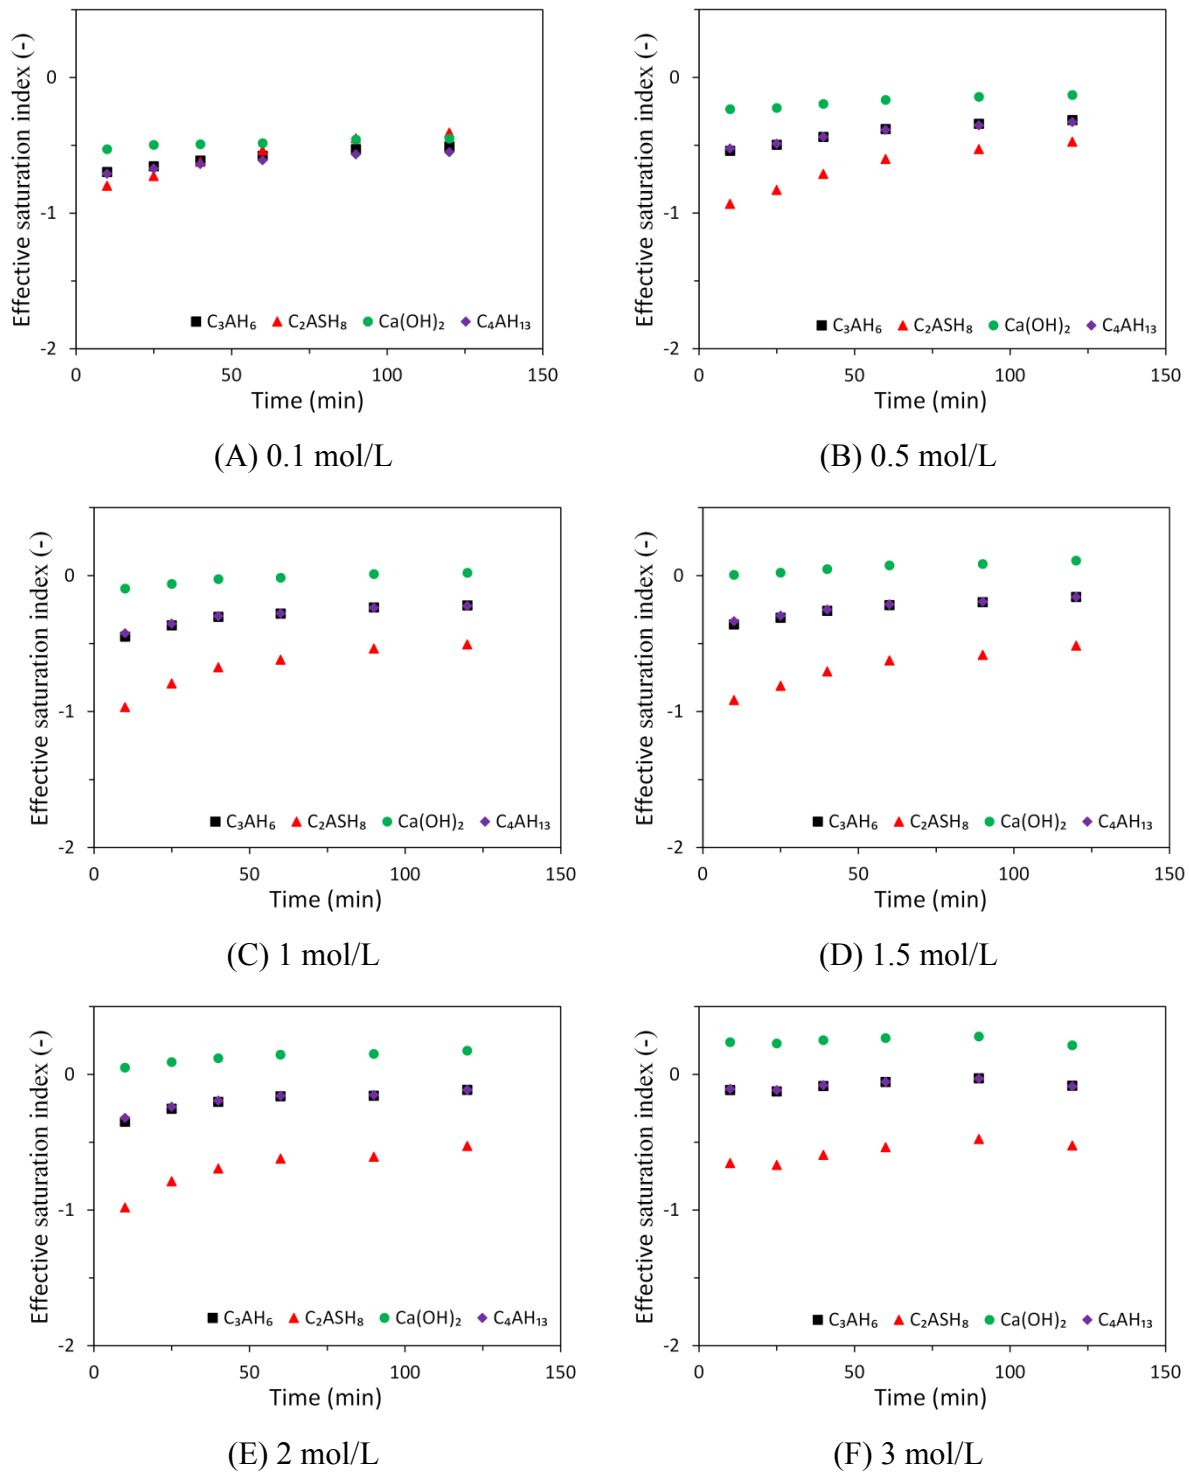 Effective saturation index (-)
0
-1
-2
C₃AH₆ C₂ASH₈ Ca(OH)₂ C₄AH₁₃
0 50 100 150
Time (min)
(A) 0.1 mol/L
Effective saturation index (-)
0
-1
-2
C₃AH₆ C₂ASH₈ Ca(OH)₂ C₄AH₁₃
0 50 100 150
Time (min)
(B) 0.5 mol/L
Effective saturation index (-)
0
-1
-2
C₃AH₆ C₂ASH₈ Ca(OH)₂ C₄AH₁₃
0 50 100 150
Time (min)
(C) 1 mol/L
Effective saturation index (-)
0
-1
-2
C₃AH₆ C₂ASH₈ Ca(OH)₂ C₄AH₁₃
0 50 100 150
Time (min)
(D) 1.5 mol/L
Effective saturation index (-)
0
-1
-2
C₃AH₆ C₂ASH₈ Ca(OH)₂ C₄AH₁₃
0 50 100 150
Time (min)
(E) 2 mol/L
Effective saturation index (-)
0
-1
-2
C₃AH₆ C₂ASH₈ Ca(OH)₂ C₄AH₁₃
0 50 100 150
Time (min)
(F) 3 mol/L